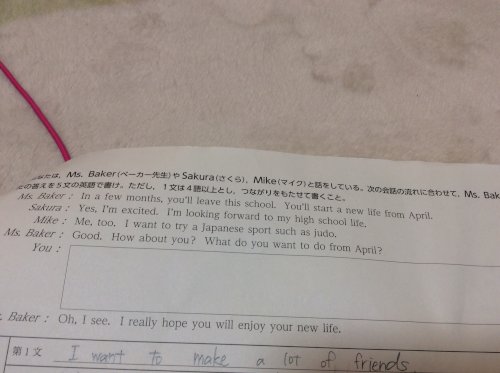 なたは、Ms. Baker(ベーカー先生)やSakura(さくら)、Mike(マイク)と話をしている。次の会話の流れに合わせて、Ms. Bak
の答えを5文の英語で書け。ただし、1文は4語以上とし、つながりをもたせて書くこと。
Ms. Baker : In a few months, you'll leave this school. You'll start a new life from April.
Sakura : Yes, I'm excited. I'm looking forward to my high school life.
Mike : Me, too. I want to try a Japanese sport such as judo.
Ms. Baker : Good. How about you? What do you want to do from April?
You :
. Baker : Oh, I see. I really hope you will enjoy your new life.
第1文 I want to make a lot of friends